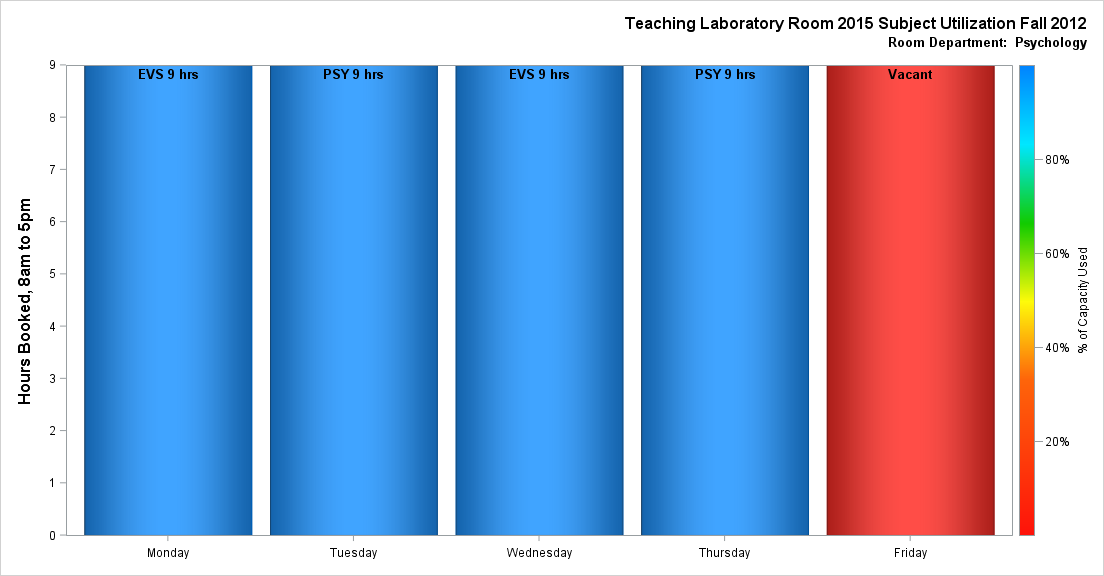 Teaching Laboratory Room 2015 Subject Utilization Fall 2012
Room Department:  Psychology
Hours Booked, 8am to 5pm
9
8
7
6
5
4
3
2
1
0
EVS 9 hrs
PSY 9 hrs
EVS 9 hrs
PSY 9 hrs
Vacant
Monday
Tuesday
Wednesday
Thursday
Friday
80%
60%
40%
20%
% of Capacity Used